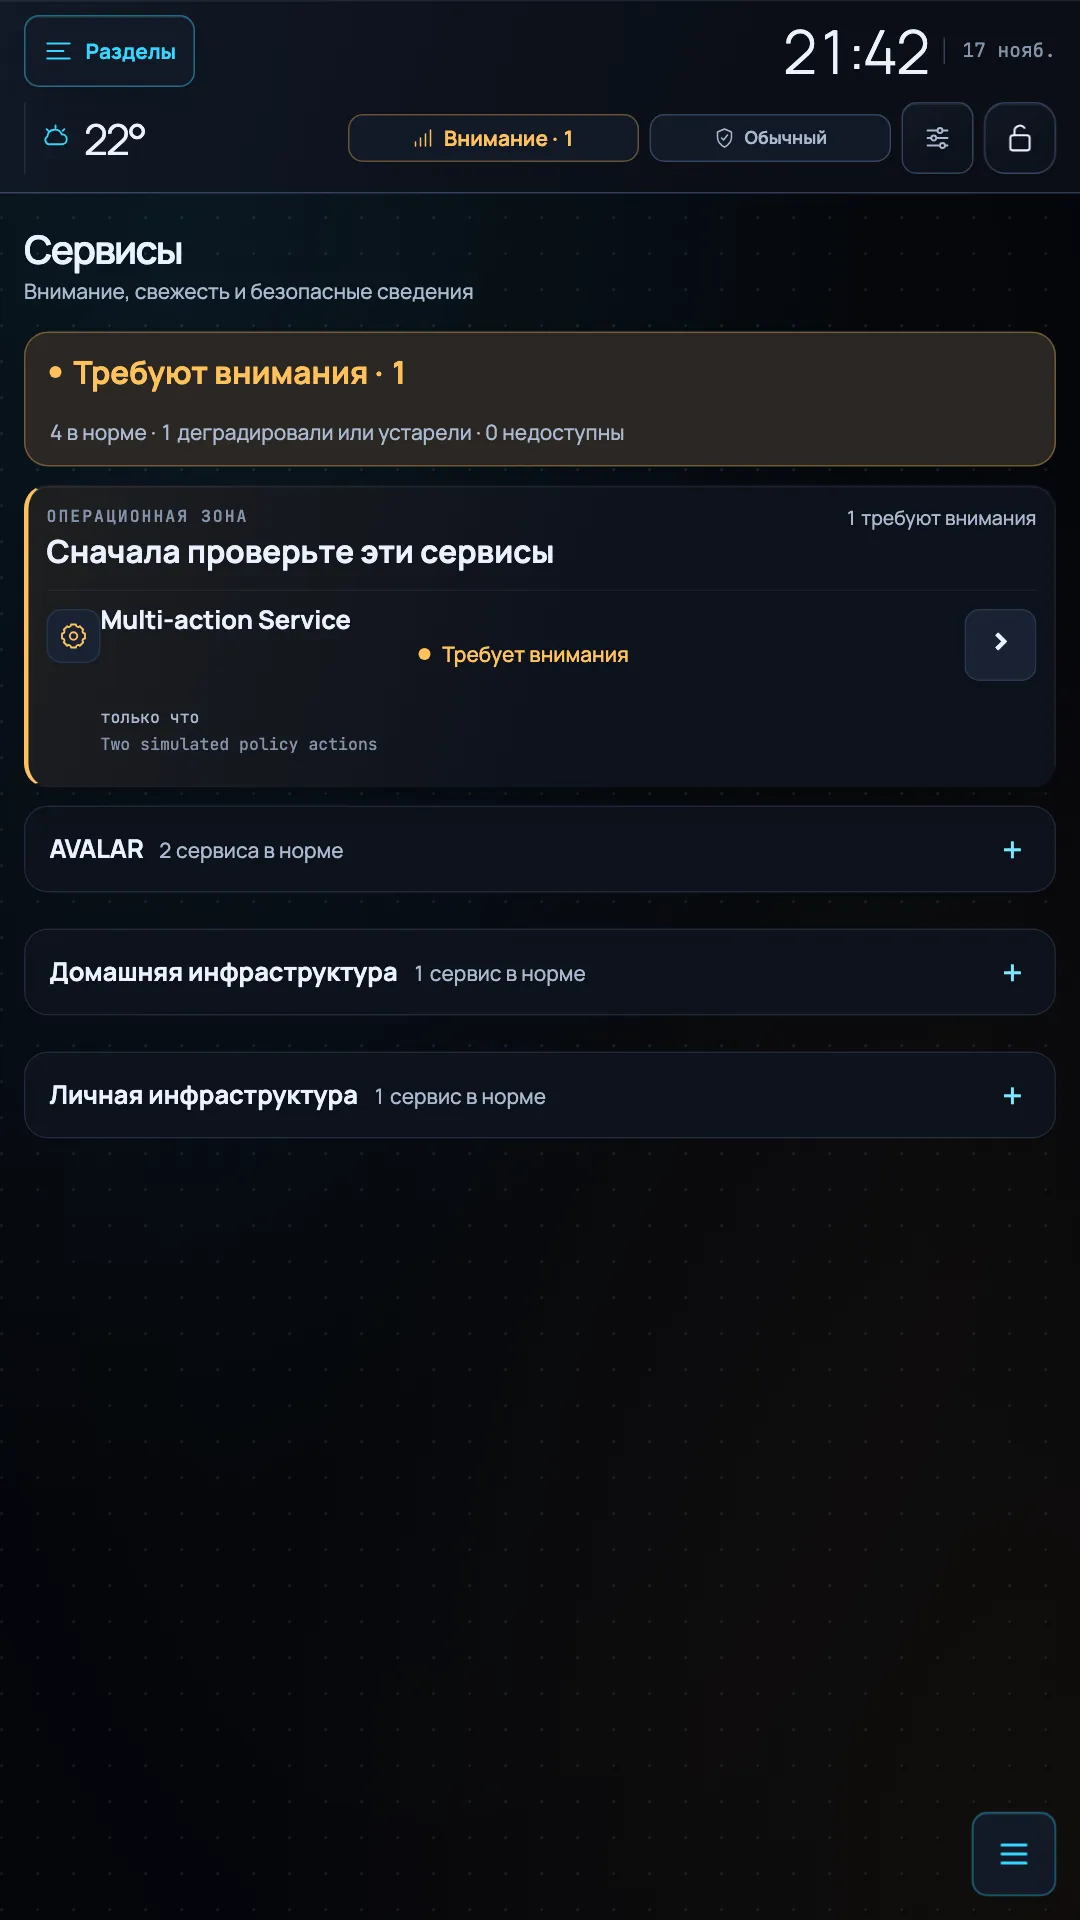 Разделы
21:42
17 нояб.
22°
Внимание · 1
Обычный
Сервисы
Внимание, свежесть и безопасные сведения
Требуют внимания · 1
4 в норме · 1 деградировали или устарели · 0 недоступны
ОПЕРАЦИОННАЯ ЗОНА
1 требуют внимания
Сначала проверьте эти сервисы
Multi-action Service
Требует внимания
только что
Two simulated policy actions
AVALAR 2 сервиса в норме
Домашняя инфраструктура 1 сервис в норме
Личная инфраструктура 1 сервис в норме